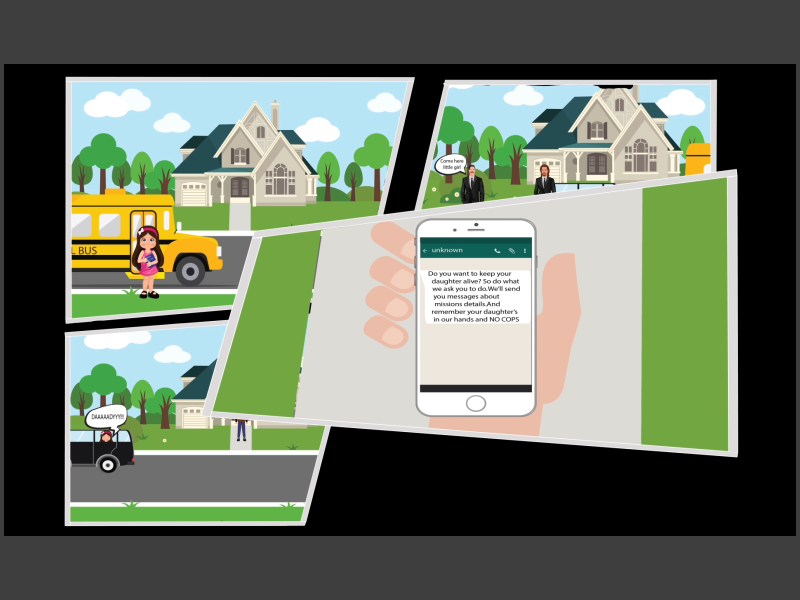 L BUS
Come here
little girl
unknown
Do you want to keep your
daughter alive? So do what
we ask you to do.We'll send
you messages about
missions details.And
remember your daughter's
in our hands and NO COPS
DAAAAADYYY!!!